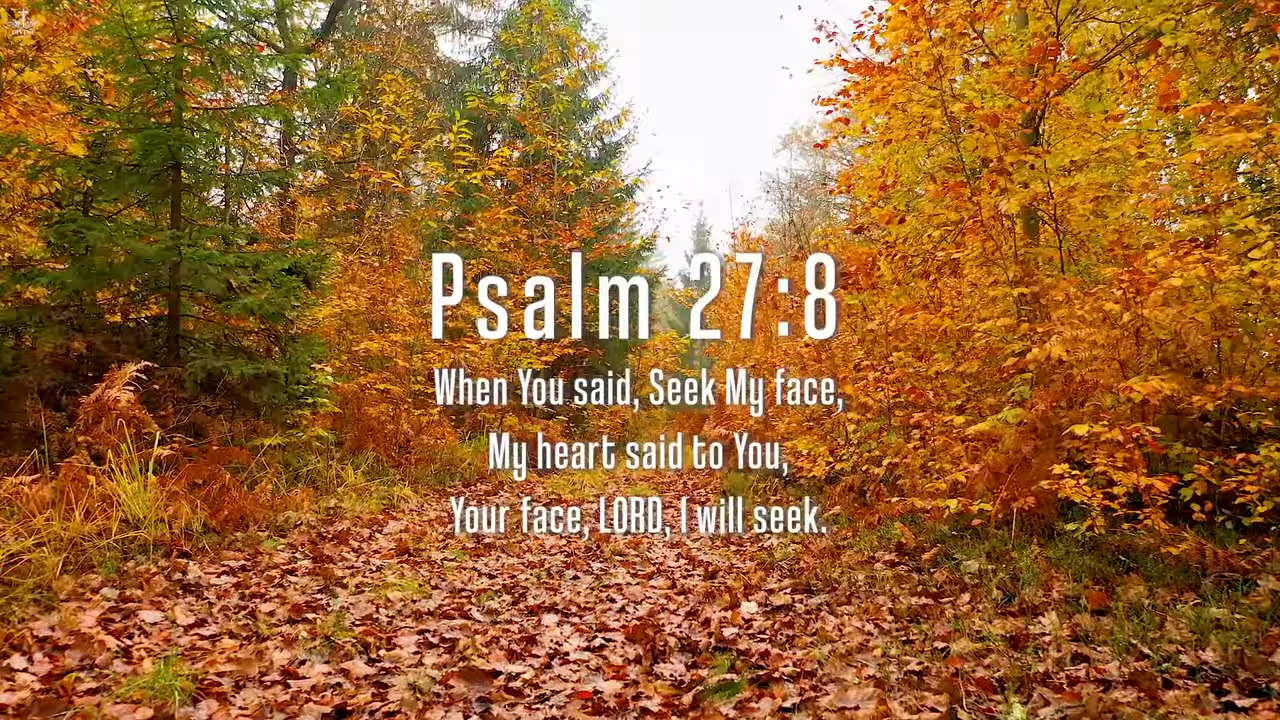 Psalm 27:8
When You said, Seek My face,
My heart said to You,
Your face, LORD, I will seek.